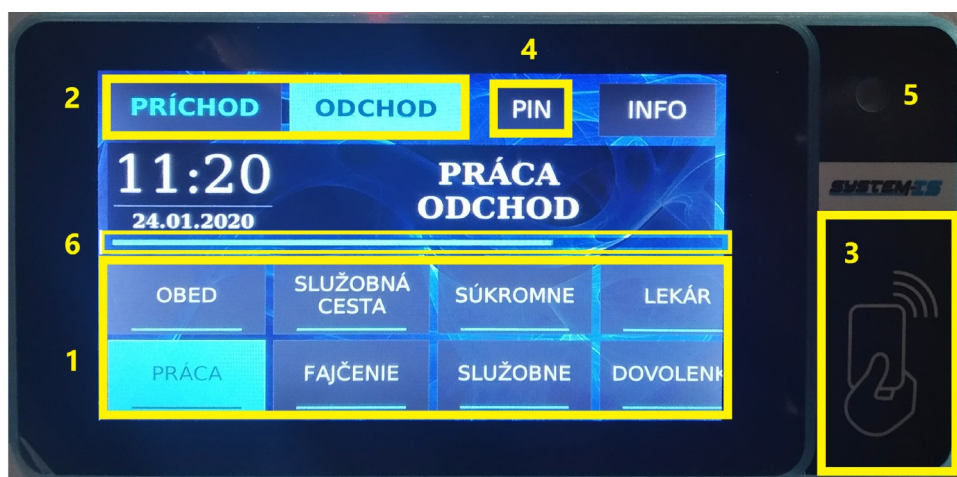 4
2
PRÍCHOD
ODCHOD
PIN
INFO
5
11:20
24.01.2020
PRÁCA
ODCHOD
SYSTEM-IS
6
3
OBED
SLUŽOBNÁ
CESTA
SÚKROMNE
LEKÁR
1
PRÁCA
FAJČENIE
SLUŽOBNE
DOVOLENK